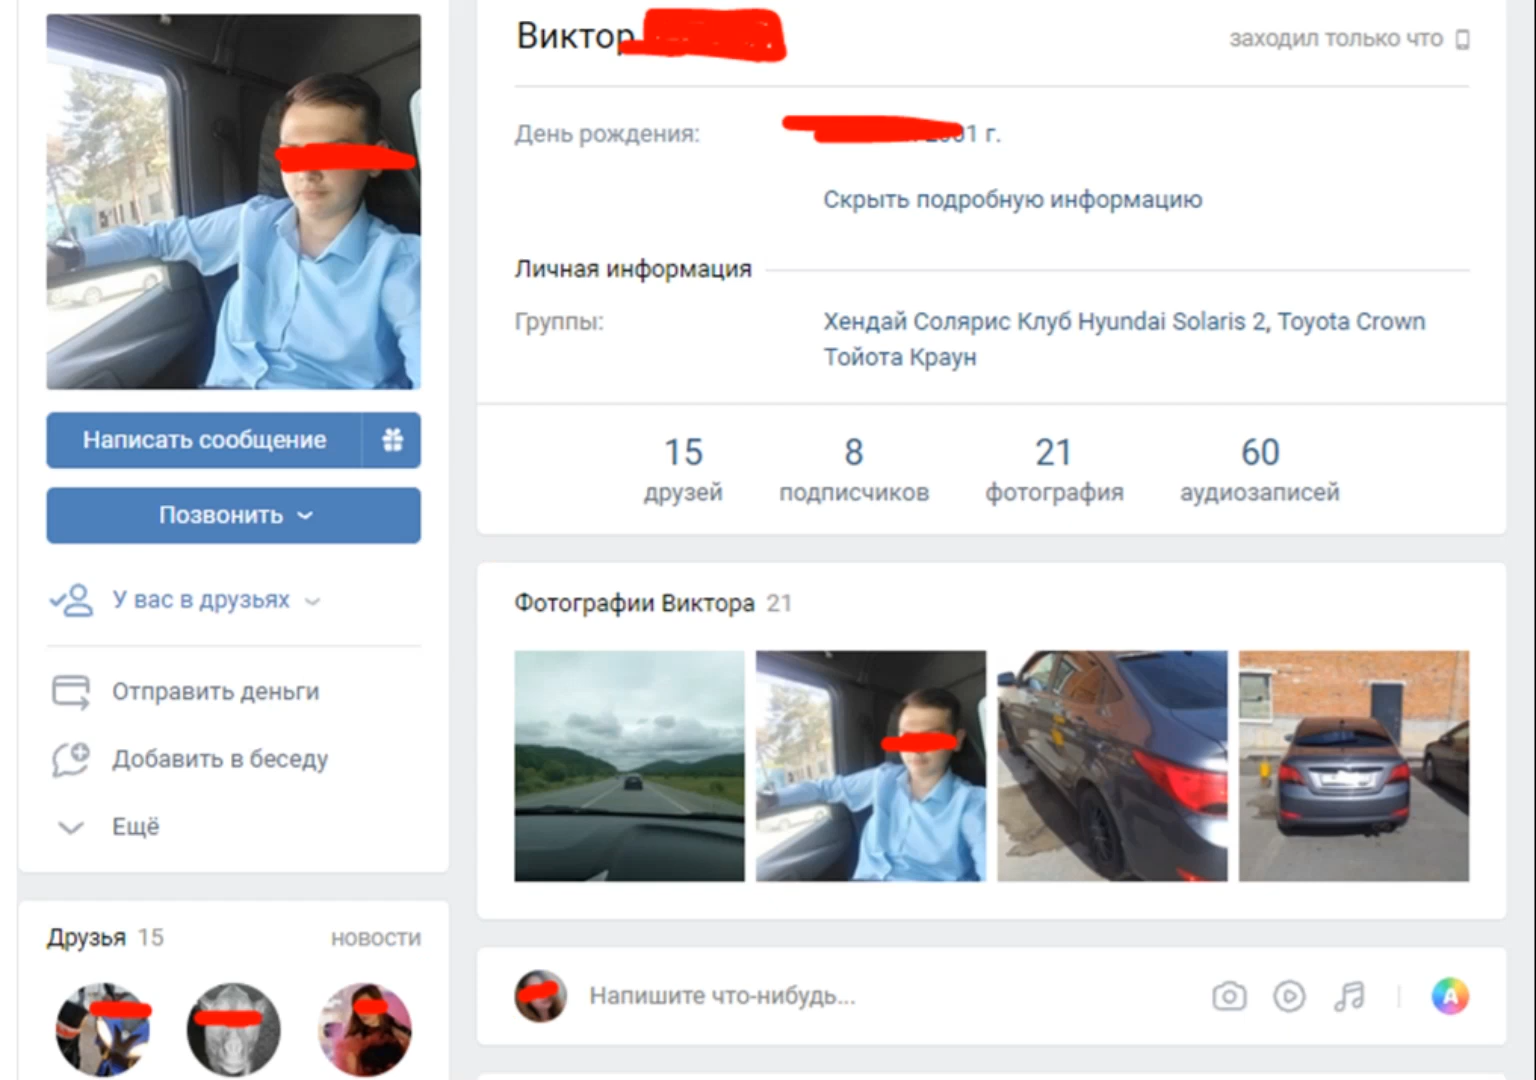 Виктор
заходил только что
День рождения:
1 г.
Скрыть подробную информацию
Личная информация
Группы:
Хендай Солярис Клуб Hyundai Solaris 2, Toyota Crown
Тойота Краун
15
друзей
8
подписчиков
21
фотография
60
аудиозаписей
Написать сообщение
Позвонить
У вас в друзьях
Отправить деньги
Добавить в беседу
Ещё
Друзья 15
новости
Фотографии Виктора 21
Напишите что-нибудь...
A